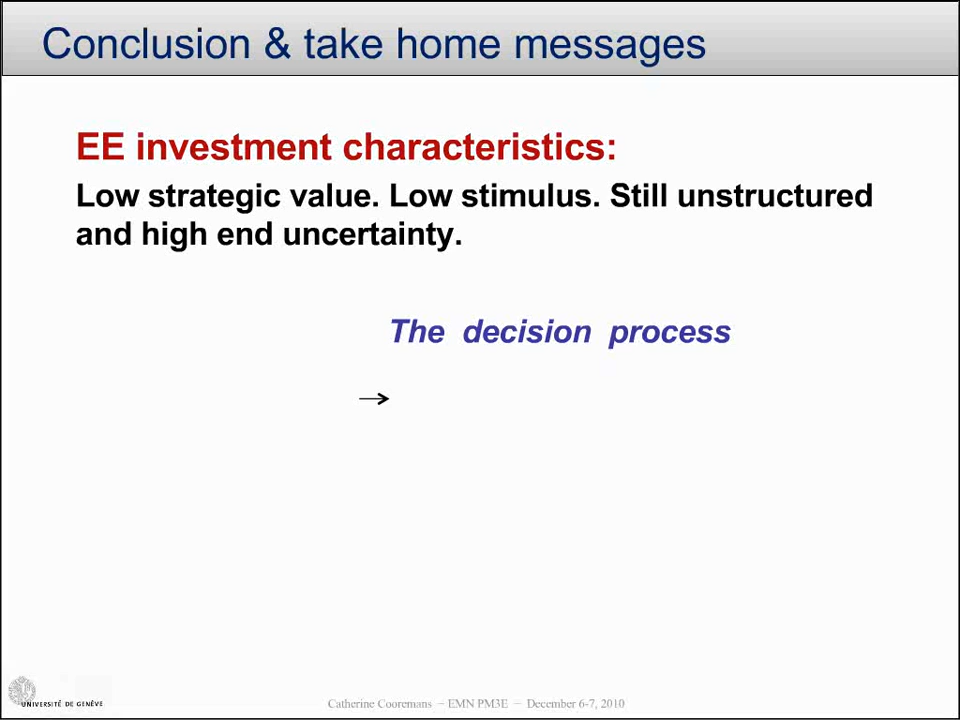 Conclusion & take home messages
EE investment characteristics:
Low strategic value. Low stimulus. Still unstructured
and high end uncertainty.
The decision process
→
UNIVERSITÉ DE GENÈVE
Catherine Cooremans – EMN PM3E – December 6-7, 2010